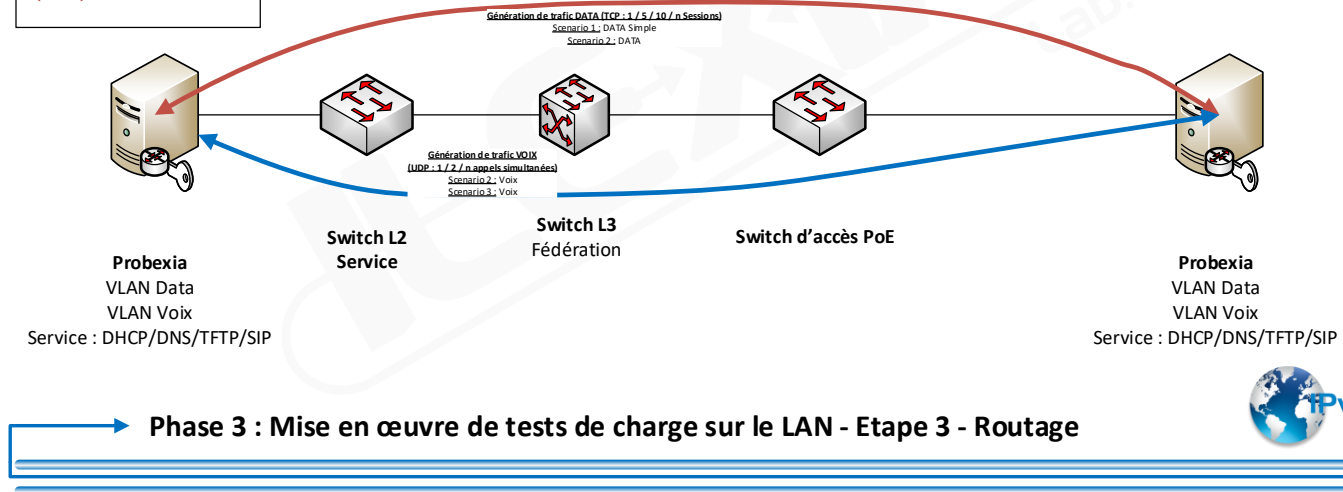 Génération de trafic DATA (TCP : 1 / 5 / 10 / n Sessions)
Scenario 1 : DATA Simple
Scenario 2 : DATA
Génération de trafic VOIX
(UDP : 1 / 2 / n appels simultanées)
Scenario 2 : Voix
Scenario 3 : Voix
Switch L2
Service
Switch L3
Fédération
Switch d'accès PoE
Probexia
VLAN Data
VLAN Voix
Service : DHCP/DNS/TFTP/SIP
Probexia
VLAN Data
VLAN Voix
Service : DHCP/DNS/TFTP/SIP
Lab.
IPv
Phase 3 : Mise en œuvre de tests de charge sur le LAN - Etape 3 - Routage